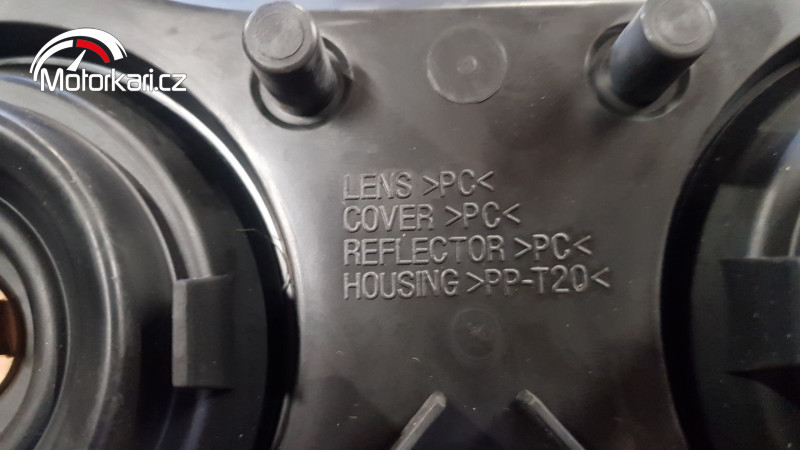 Motorkari.cz
LENS >PC<
COVER >PC<
REFLECTOR >PC<
HOUSING >PP-T20<